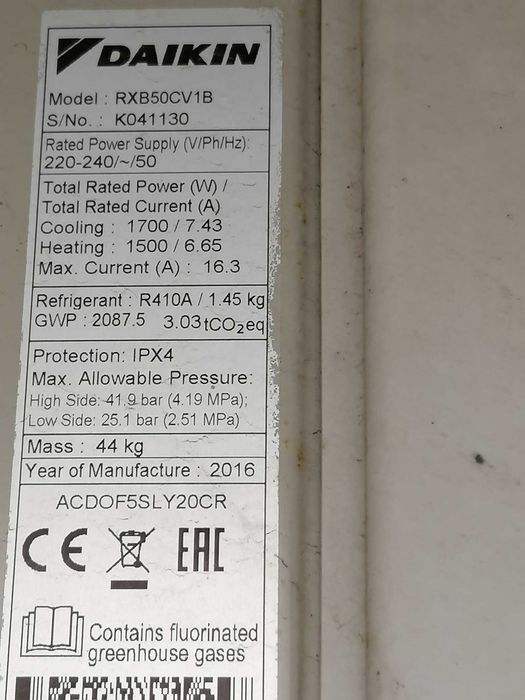 DAIKIN
Model : RXB50CV1B
S/No. : K041130
Rated Power Supply (V/Ph/Hz):
220-240/~/50
Total Rated Power (W) /
Total Rated Current (A)
Cooling : 1700 / 7.43
Heating : 1500 / 6.65
Max. Current (A) : 16.3
Refrigerant : R410A / 1.45 kg
GWP : 2087.5 3.03tCO₂eq
Protection: IPX4
Max. Allowable Pressure:
High Side: 41.9 bar (4.19 MPa);
Low Side: 25.1 bar (2.51 MPa)
Mass : 44 kg
Year of Manufacture : 2016
ACDOF5SLY20CR
CE EAC
Contains fluorinated
greenhouse gases